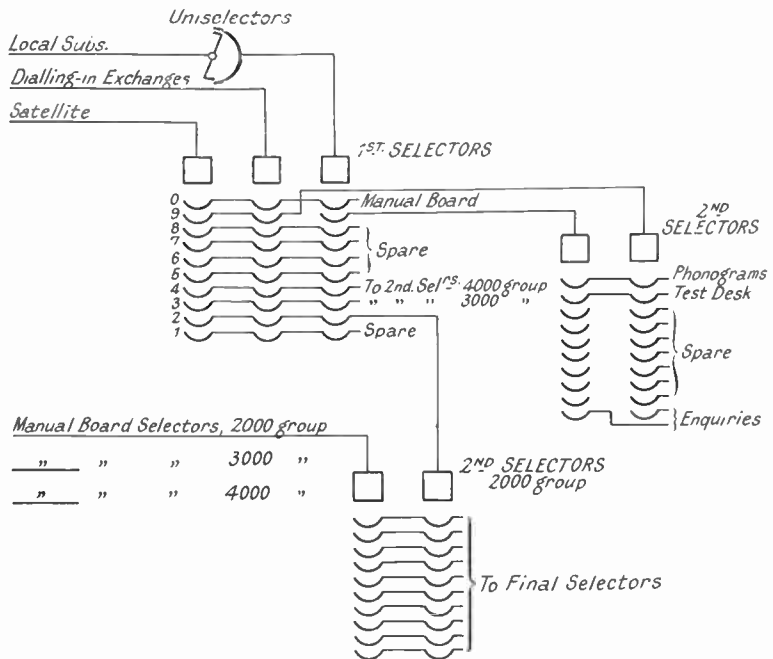 Uniselectors
Local Subs.
Dialling-in Exchanges
Satellite
1ST. SELECTORS
0
9
8
7
6
5
4
3
2
1
Manual Board
Spare
To 2nd. Selrs. 4000 group
" " " 3000 "
Spare
2ND
SELECTORS
Phonograms
Test Desk
Spare
Enquiries
Manual Board Selectors, 2000 group
" " " 3000 "
" " " 4000 "
2ND SELECTORS
2000 group
To Final Selectors